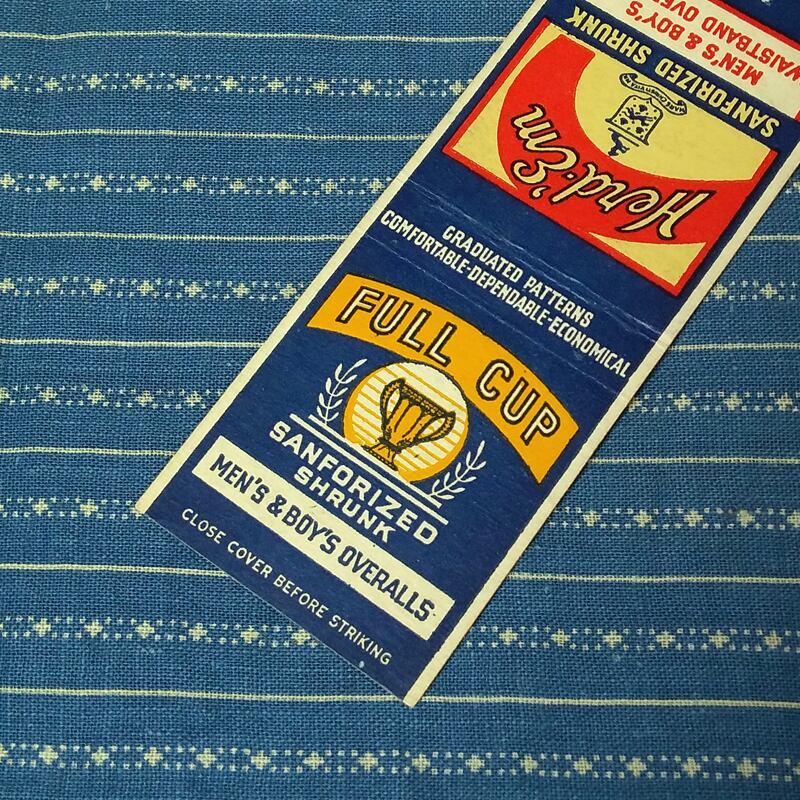 FULL CUP
SANFORIZED
SHRUNK
MEN'S & BOY'S OVERALLS
CLOSE COVER BEFORE STRIKING
GRADUATED PATTERNS
COMFORTABLE-DEPENDABLE-ECONOMICAL
Herd.'Em
SANFORIZED SHRUNK
MEN'S & BOY'S
WAISTBAND